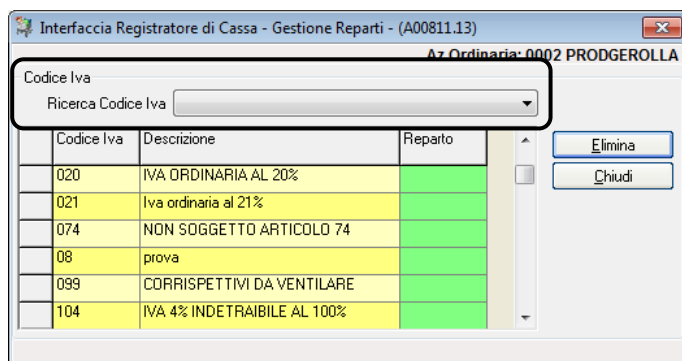 Interfaccia Registratore di Cassa - Gestione Reparti - (A00811.13)
Az Ordinaria: 0002 PRODGEROLLA
Codice Iva
Ricerca Codice Iva
Codice Iva Descrizione Reparto
Elimina
020 IVA ORDINARIA AL 20%
Chiudi
021 Iva ordinaria al 21%
074 NON SOGGETTO ARTICOLO 74
08 prova
099 CORRISPETTIVI DA VENTILARE
104 IVA 4% INDETRAIBILE AL 100%